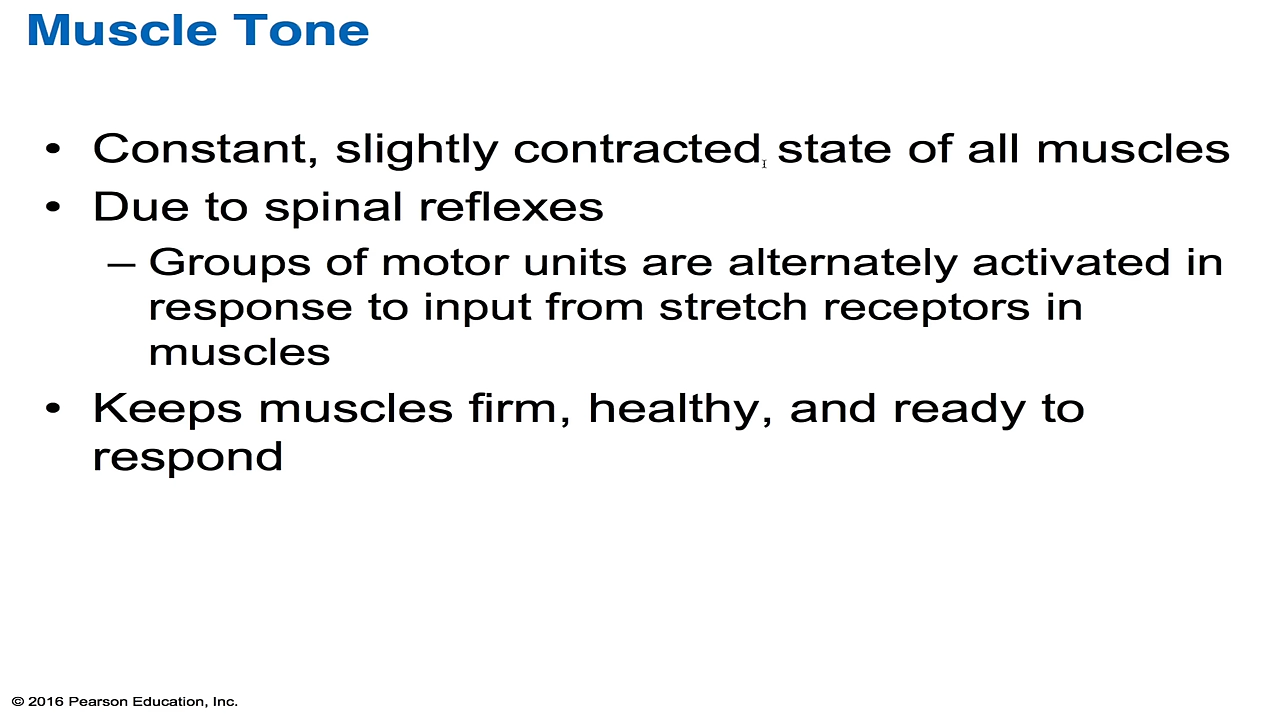 Muscle Tone
• Constant, slightly contracted state of all muscles
• Due to spinal reflexes
– Groups of motor units are alternately activated in
response to input from stretch receptors in
muscles
• Keeps muscles firm, healthy, and ready to
respond
© 2016 Pearson Education, Inc.